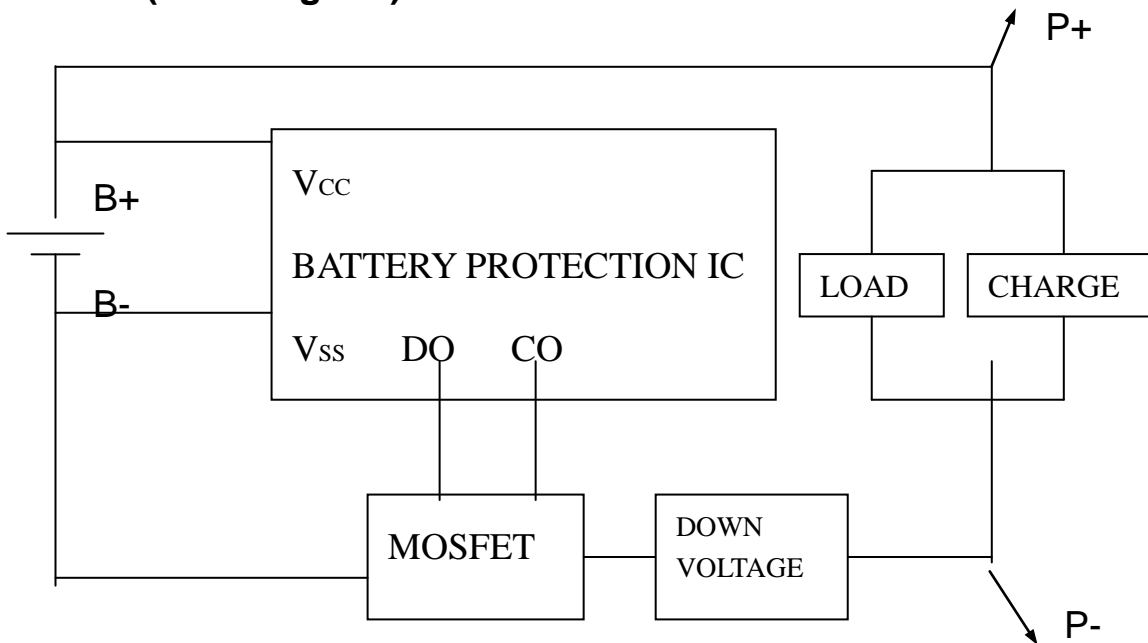 P+
VCC
B+
BATTERY PROTECTION IC
LOAD
CHARGE
B-
VSS DO CO
DOWN
VOLTAGE
MOSFET
P-